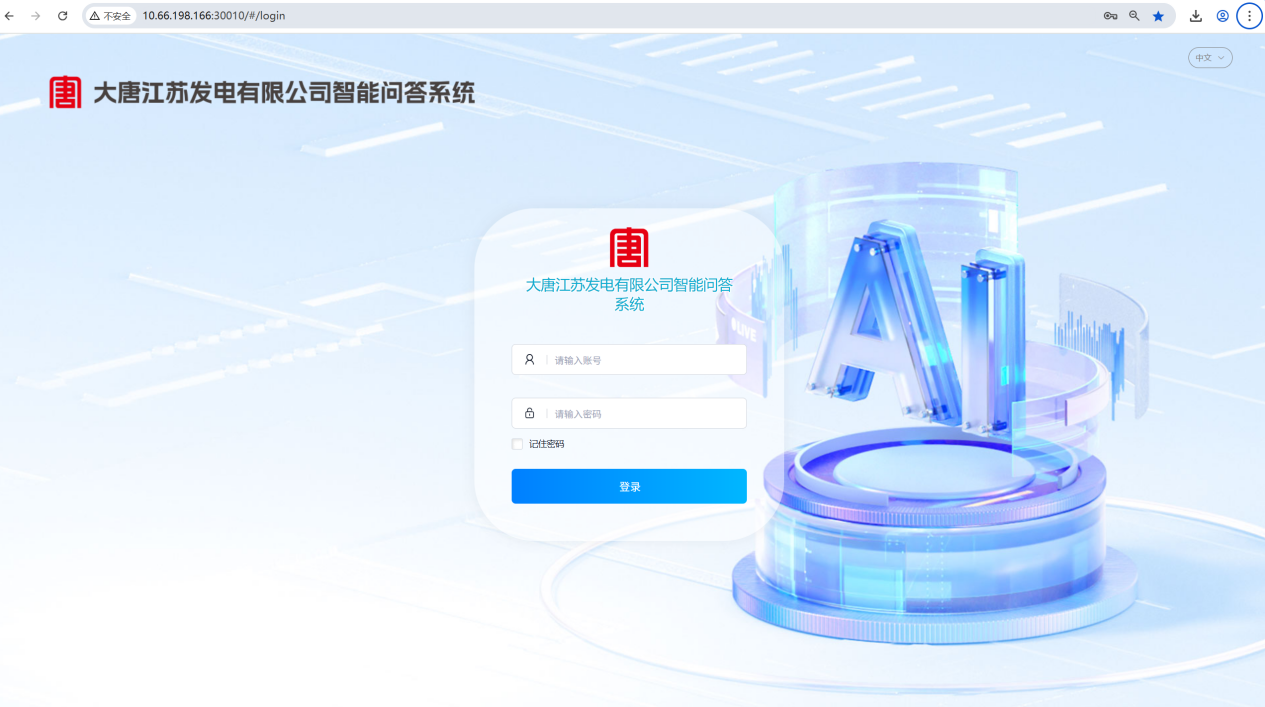 不安全
10.66.198.166:30010/#/login
中文
唐 大唐江苏发电有限公司智能问答系统
唐
大唐江苏发电有限公司智能问答
系统
请输入账号
请输入密码
记住密码
登录
LIVE
AI